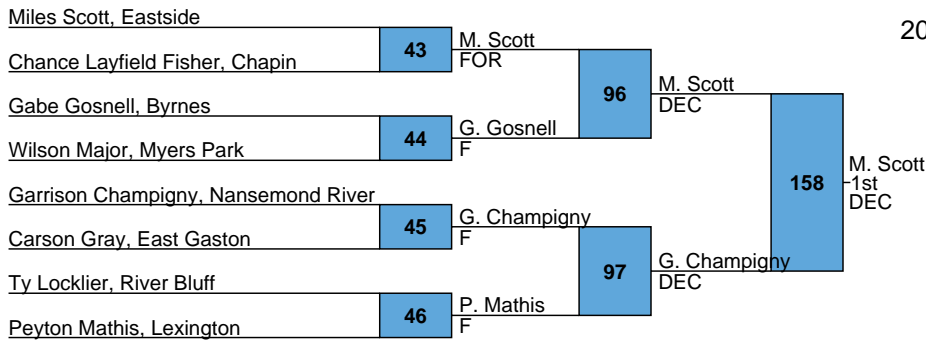 Miles Scott, Eastside
20
43
M. Scott
FOR
Chance Layfield Fisher, Chapin
96
M. Scott
DEC
Gabe Gosnell, Byrnes
44
G. Gosnell
F
Wilson Major, Myers Park
158
M. Scott
1st
DEC
Garrison Champigny, Nansemond River
45
G. Champigny
F
Carson Gray, East Gaston
97
G. Champigny
DEC
Ty Locklier, River Bluff
46
P. Mathis
F
Peyton Mathis, Lexington